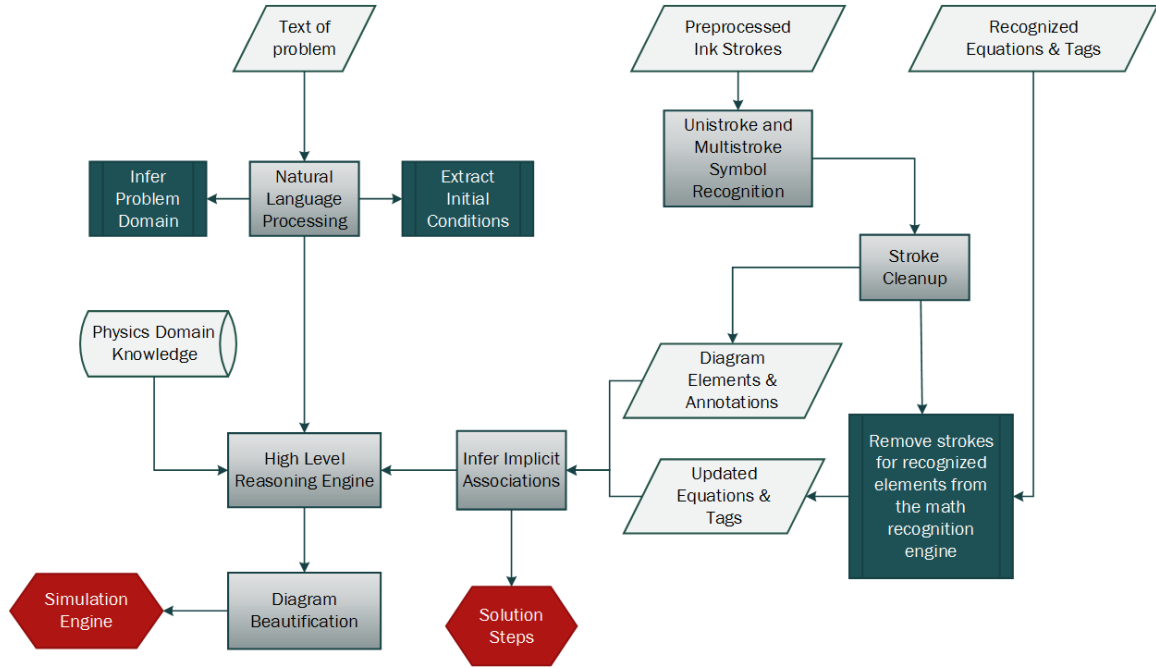 Text of
problem
Preprocessed
Ink Strokes
Recognized
Equations & Tags
Unistroke and
Multistroke
Symbol
Recognition
Infer
Problem
Domain
Natural
Language
Processing
Extract
Initial
Conditions
Stroke
Cleanup
Physics Domain
Knowledge
Diagram
Elements &
Annotations
High Level
Reasoning Engine
Infer Implicit
Associations
Updated
Equations &
Tags
Remove strokes
for recognized
elements from
the math
recognition
engine
Simulation
Engine
Diagram
Beautification
Solution
Steps